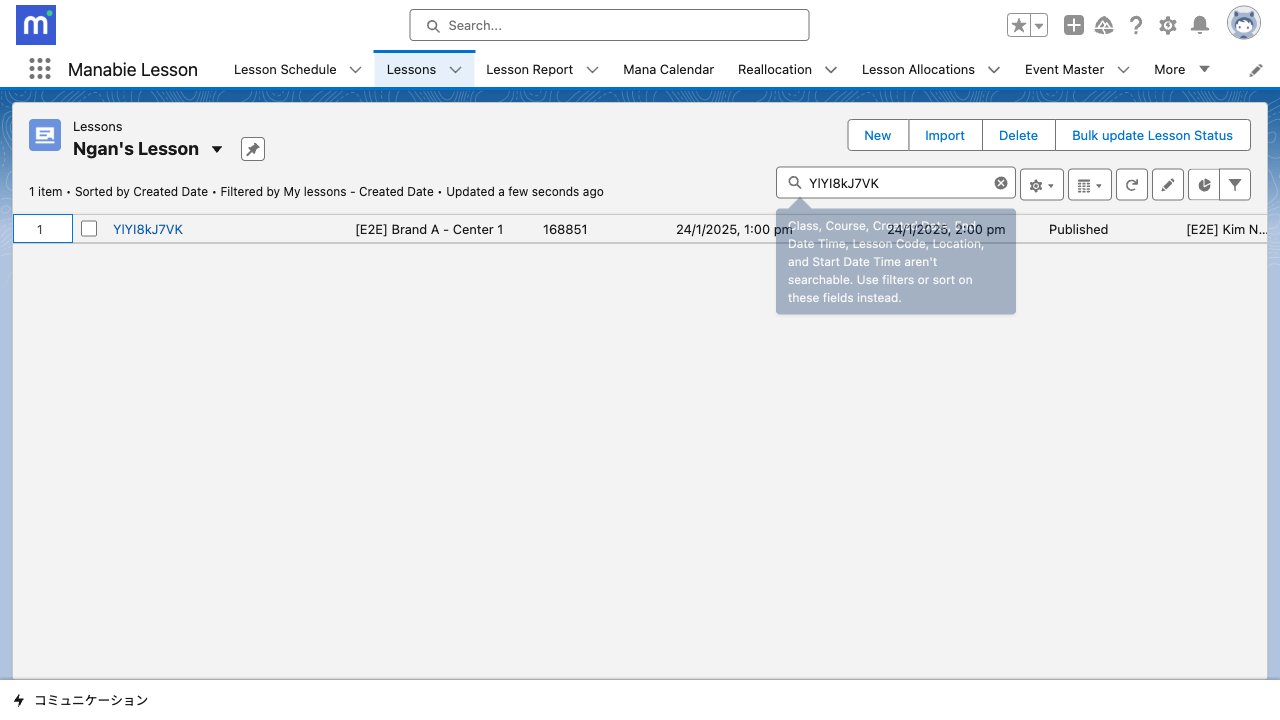 m
Search...
Manabie Lesson
Lesson Schedule
Lessons
Lesson Report
Mana Calendar
Reallocation
Lesson Allocations
Event Master
More
Lessons
Ngan's Lesson
New
Import
Delete
Bulk update Lesson Status
1 item • Sorted by Created Date • Filtered by My lessons - Created Date • Updated a few seconds ago
YlYI8kJ7VK
1
YlYI8kJ7VK
[E2E] Brand A - Center 1
168851
24/1/2025, 1:00 pm
24/1/2025, 2:00 pm
Published
[E2E] Kim N...
Class, Course, Created Date, End
Date Time, Lesson Code, Location,
and Start Date Time aren't
searchable. Use filters or sort on
these fields instead.
コミュニケーション